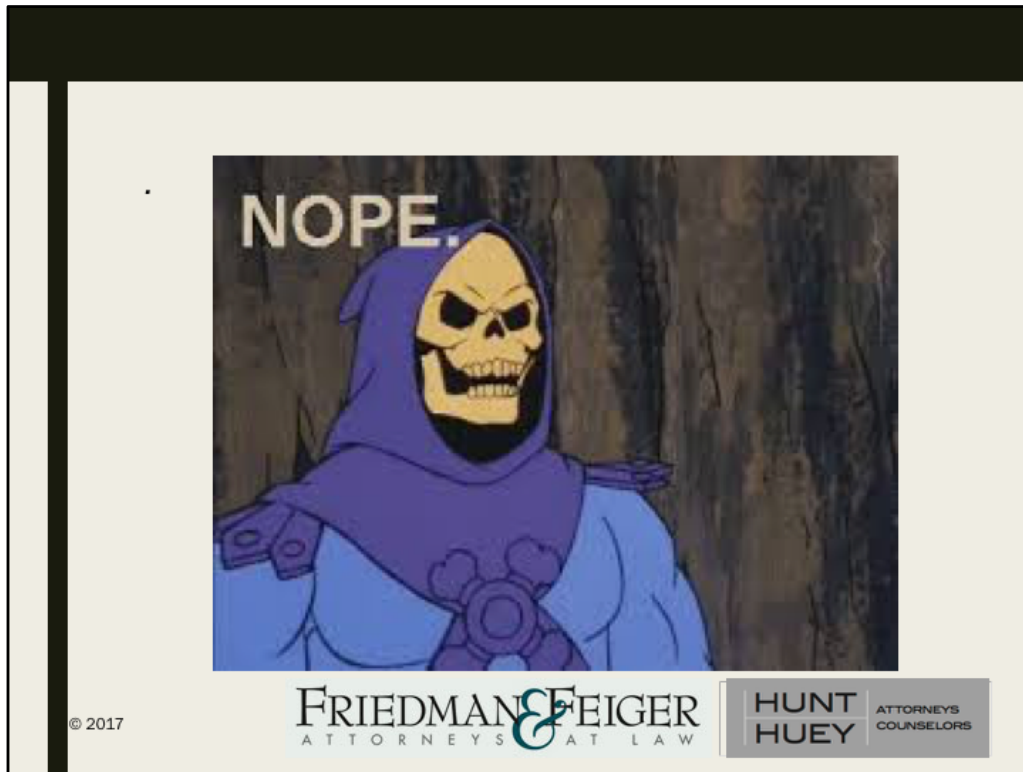 .
NOPE.
© 2017
FRIEDMAN & FEIGER
ATTORNEYS AT LAW
HUNT
HUEY
ATTORNEYS
COUNSELORS